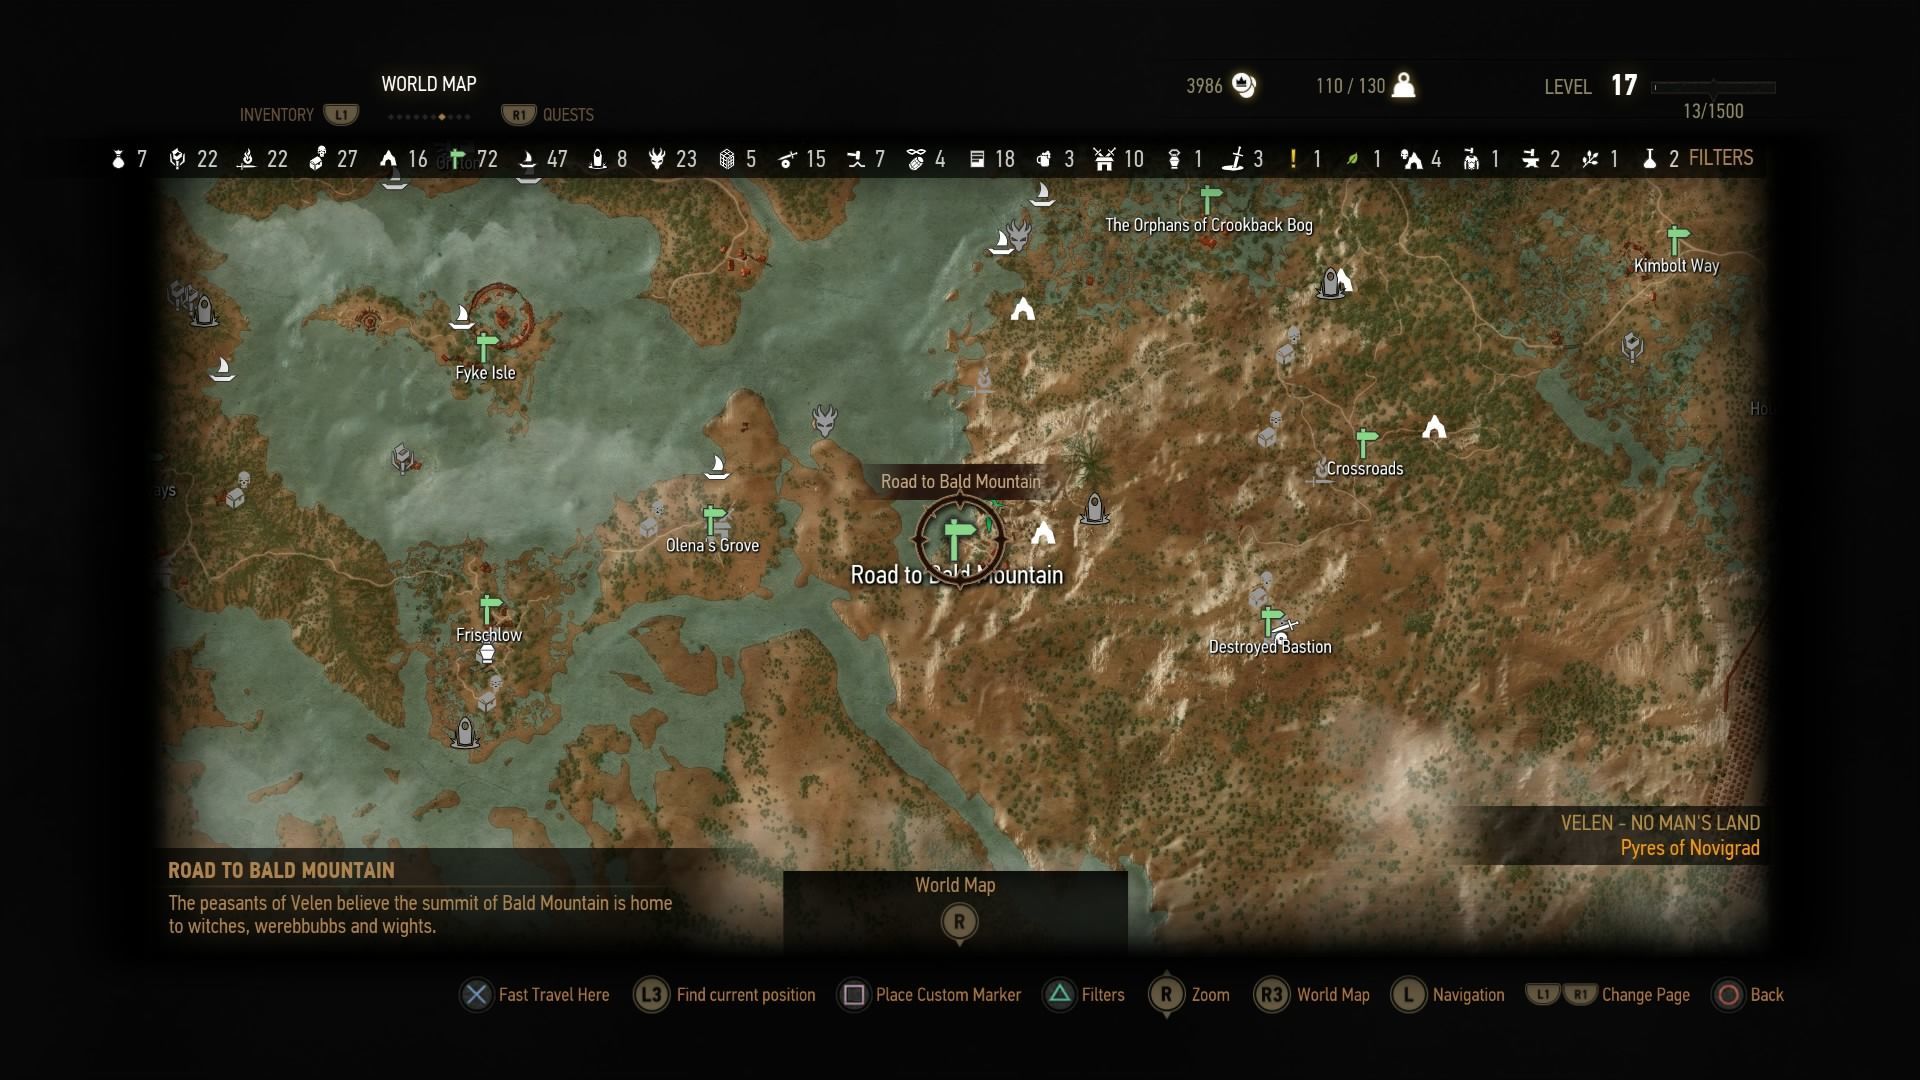 WORLD MAP
INVENTORY L1 R1 QUESTS
3986 110 / 130 LEVEL 17
13/1500
7 22 22 27 16 72 47 8 23 5 15 7 4 18 3 10 1 3 1 1 4 1 2 1 2 FILTERS
The Orphans of Crookback Bog
Kimbolt Way
Fyke Isle
Crossroads
Road to Bald Mountain
ays
Olena's Grove
Road to Bald Mountain
Frischlow
Destroyed Bastion
VELEN - NO MAN'S LAND
Pyres of Novigrad
ROAD TO BALD MOUNTAIN
The peasants of Velen believe the summit of Bald Mountain is home
to witches, werebbubbs and wights.
World Map
R
Fast Travel Here L3 Find current position Place Custom Marker Filters R Zoom R3 World Map L Navigation L1 R1 Change Page Back